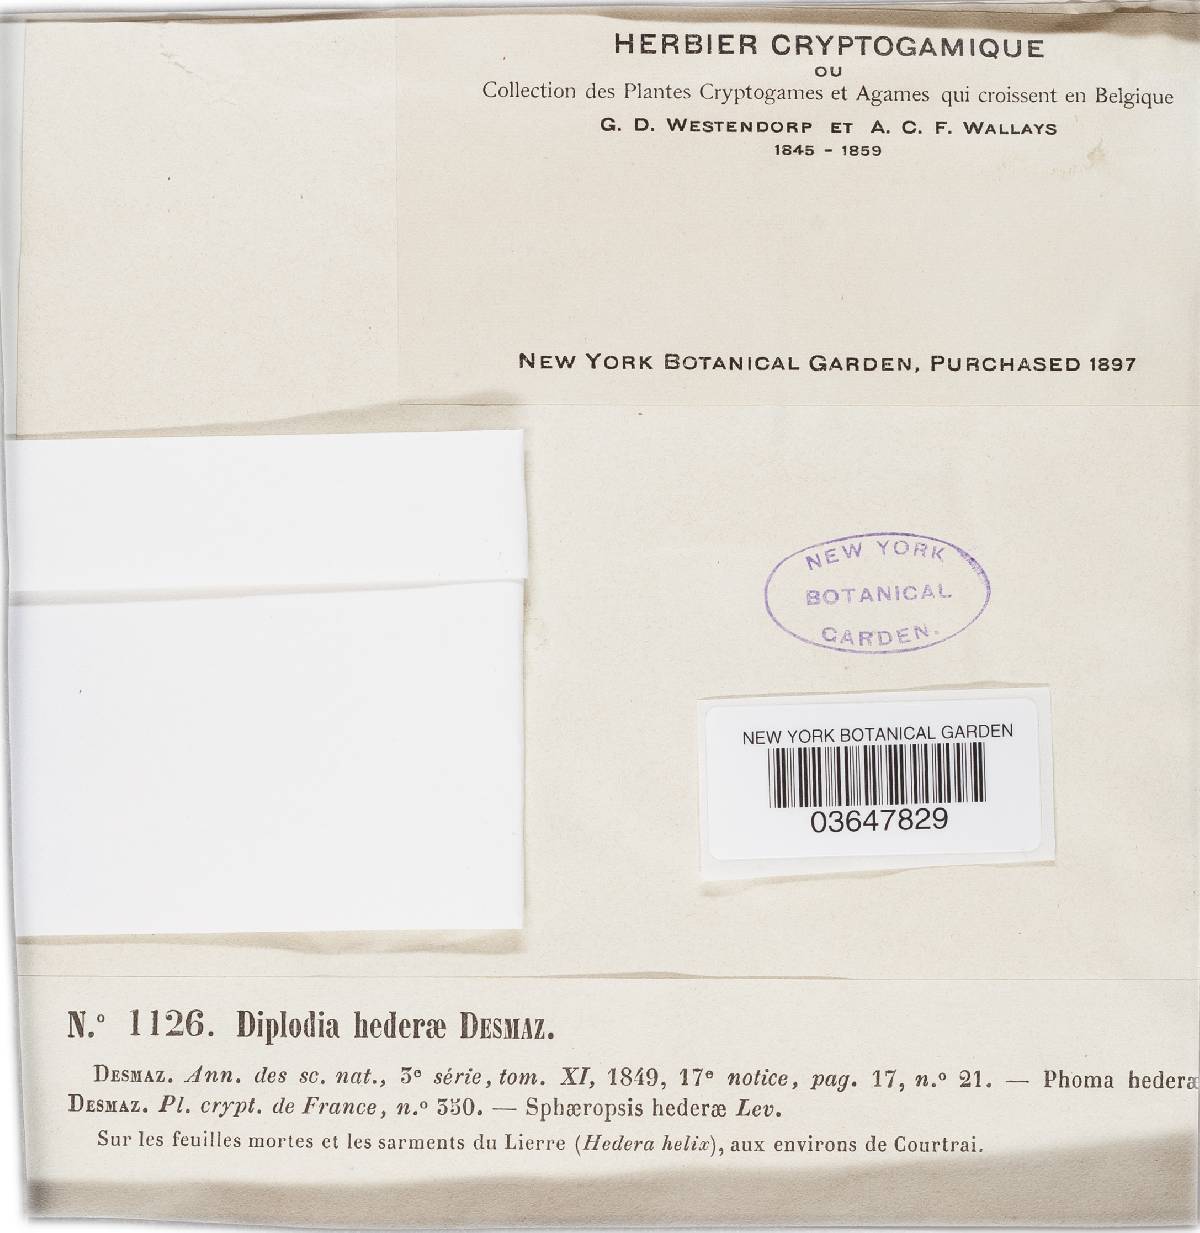 HERBIER CRYPTOGAMIQUE
OU
Collection des Plantes Cryptogames et Agames qui croissent en Belgique
G. D. WESTENDORP ET A. C. F. WALLAYS
1845 - 1859
NEW YORK BOTANICAL GARDEN, PURCHASED 1897
NEW YORK
BOTANICAL
GARDEN.
NEW YORK BOTANICAL GARDEN
03647829
N.º 1126. Diplodia hederæ DESMAZ.
DESMAZ. Ann. des sc. nat., 3e série, tom. XI, 1849, 17e notice, pag. 17, n.º 21. — Phoma hederæ
DESMAZ. Pl. crypt. de France, n.º 350. — Sphæropsis hederæ Lev.
Sur les feuilles mortes et les sarments du Lierre (Hedera helix), aux environs de Courtrai.